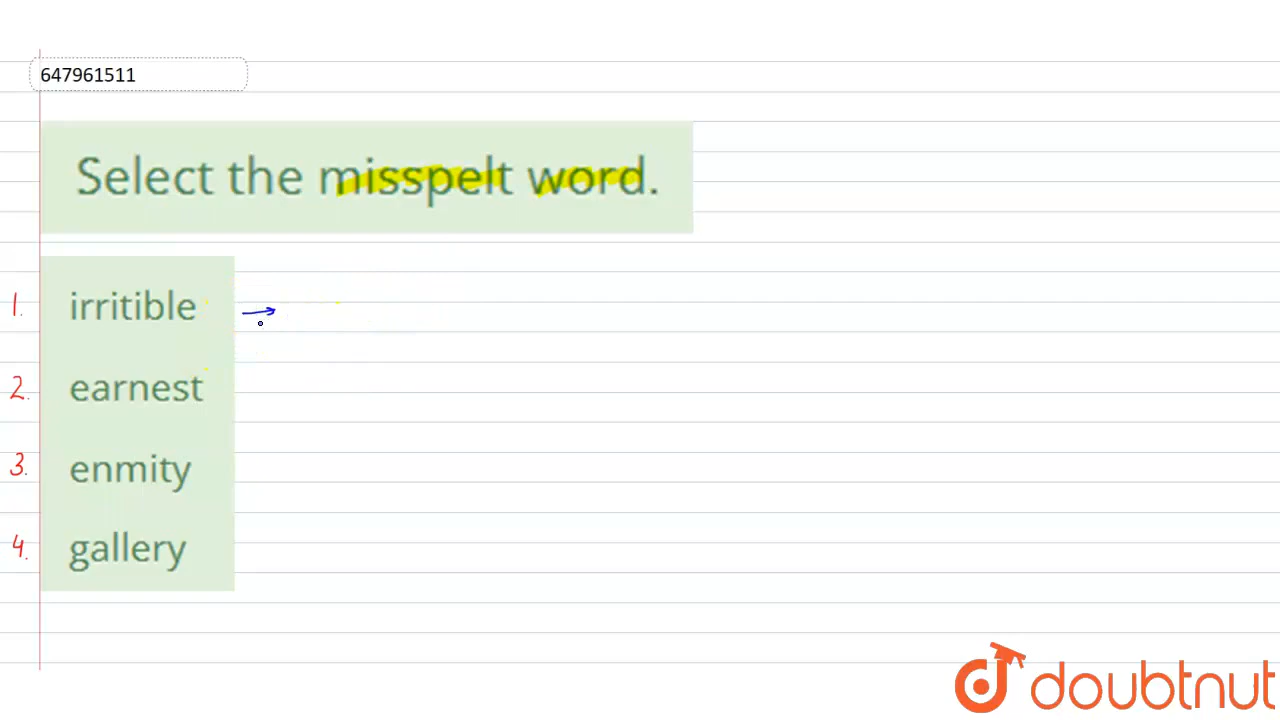 647961511
Select the misspelt word.
1. irritible
2. earnest
3. enmity
4. gallery
doubtnut